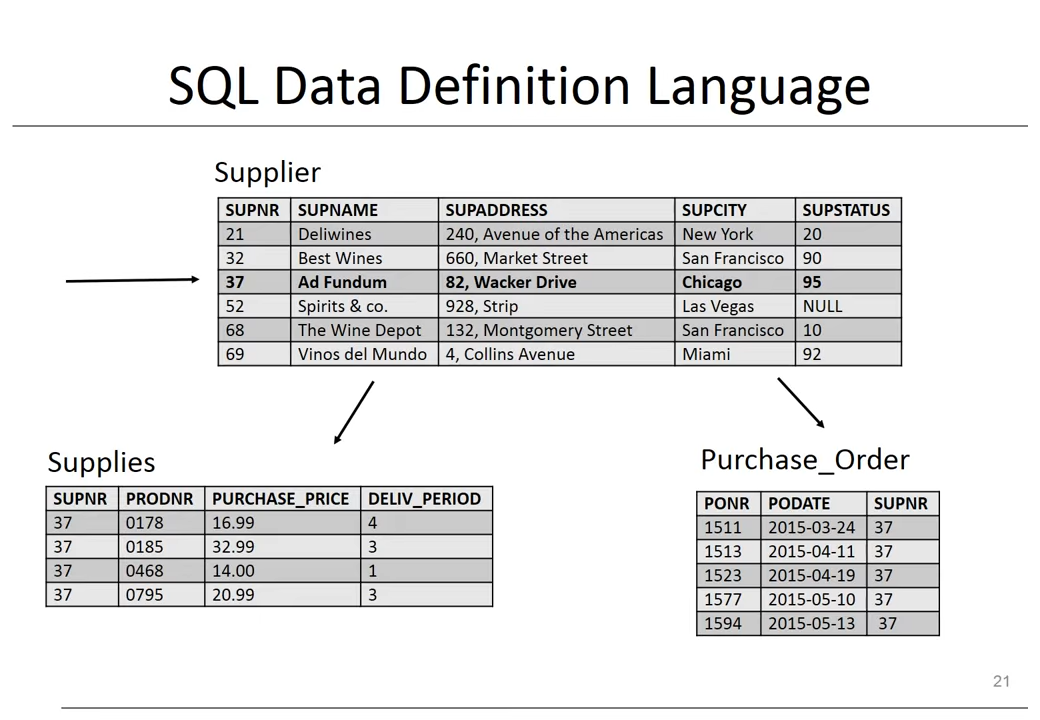 SQL Data Definition Language
Supplier
SUPNR SUPNAME SUPADDRESS SUPCITY SUPSTATUS
21 Deliwines 240, Avenue of the Americas New York 20
32 Best Wines 660, Market Street San Francisco 90
37 Ad Fundum 82, Wacker Drive Chicago 95
52 Spirits & co. 928, Strip Las Vegas NULL
68 The Wine Depot 132, Montgomery Street San Francisco 10
69 Vinos del Mundo 4, Collins Avenue Miami 92
Supplies
SUPNR PRODNR PURCHASE_PRICE DELIV_PERIOD
37 0178 16.99 4
37 0185 32.99 3
37 0468 14.00 1
37 0795 20.99 3
Purchase_Order
PONR PODATE SUPNR
1511 2015-03-24 37
1513 2015-04-11 37
1523 2015-04-19 37
1577 2015-05-10 37
1594 2015-05-13 37
21